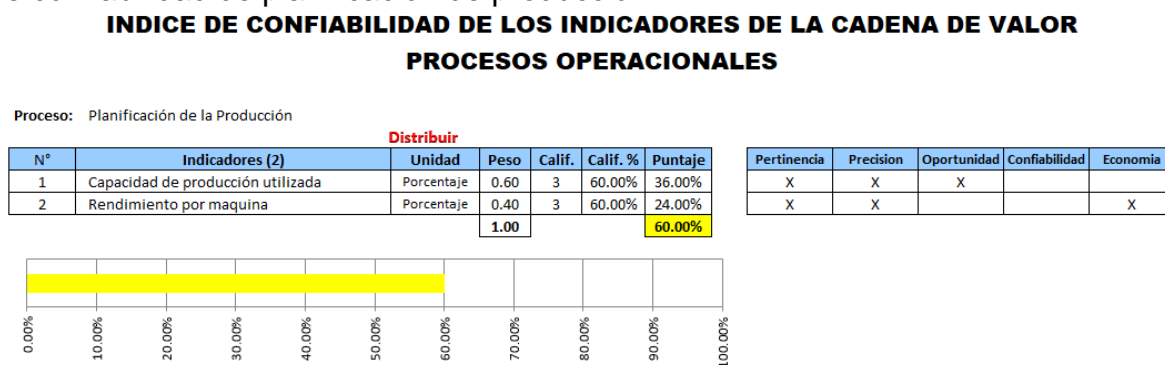 INDICE DE CONFIABILIDAD DE LOS INDICADORES DE LA CADENA DE VALOR
PROCESOS OPERACIONALES
Proceso: Planificación de la Producción
Distribuir
N° Indicadores (2) Unidad Peso Calif. Calif. % Puntaje Pertinencia Precision Oportunidad Confiabilidad Economia
1 Capacidad de producción utilizada Porcentaje 0.60 3 60.00% 36.00% X X X
2 Rendimiento por maquina Porcentaje 0.40 3 60.00% 24.00% X X X
1.00 60.00%
0.00% 10.00% 20.00% 30.00% 40.00% 50.00% 60.00% 70.00% 80.00% 90.00% 100.00%